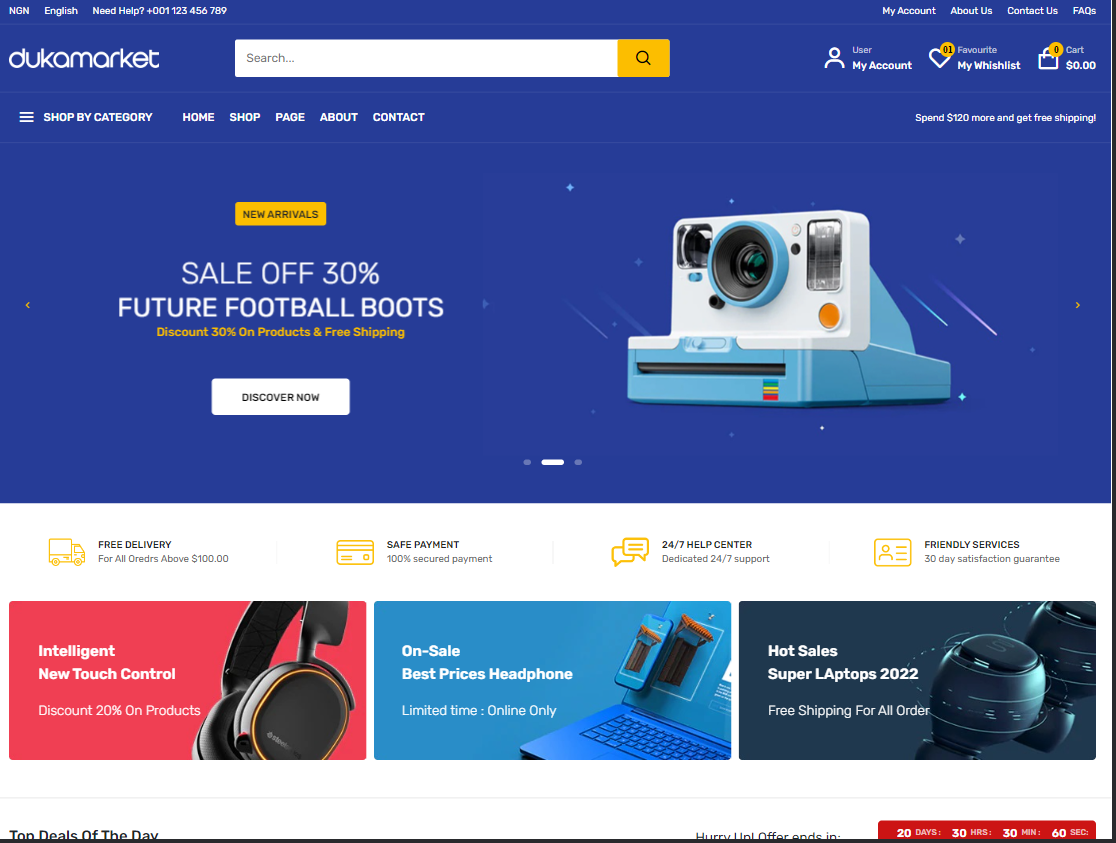 NGN English Need Help? +001 123 456 789 My Account About Us Contact Us FAQs
dukamarket
Search...
User
My Account
01
Favourite
My Whishlist
0
Cart
$0.00
SHOP BY CATEGORY HOME SHOP PAGE ABOUT CONTACT Spend $120 more and get free shipping!
NEW ARRIVALS
SALE OFF 30%
FUTURE FOOTBALL BOOTS
Discount 30% On Products & Free Shipping
DISCOVER NOW
FREE DELIVERY
For All Oredrs Above $100.00
SAFE PAYMENT
100% secured payment
24/7 HELP CENTER
Dedicated 24/7 support
FRIENDLY SERVICES
30 day satisfaction guarantee
Intelligent
New Touch Control
Discount 20% On Products
On-Sale
Best Prices Headphone
Limited time : Online Only
Hot Sales
Super LAptops 2022
Free Shipping For All Order
Top Deals Of The Day
Hurry Up! Offer ends in:
20 DAYS : 30 HRS : 30 MIN : 60 SEC: